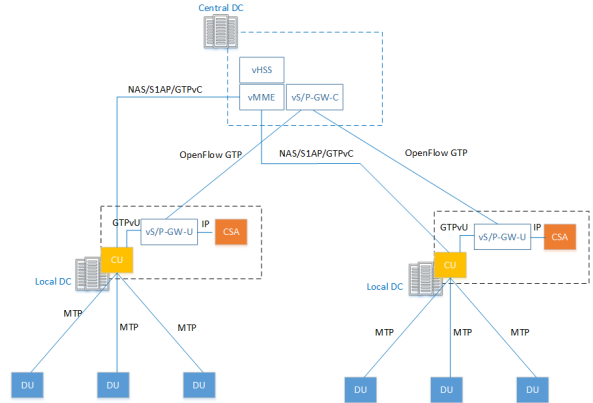 Central DC
vHSS
NAS/S1AP/GTPvC
vMME
vS/P-GW-C
OpenFlow GTP
NAS/S1AP/GTPvC
OpenFlow GTP
GTPvU
vS/P-GW-U
IP
CSA
GTPvU
vS/P-GW-U
IP
CSA
CU
CU
Local DC
Local DC
MTP
MTP
MTP
MTP
MTP
MTP
DU
DU
DU
DU
DU
DU